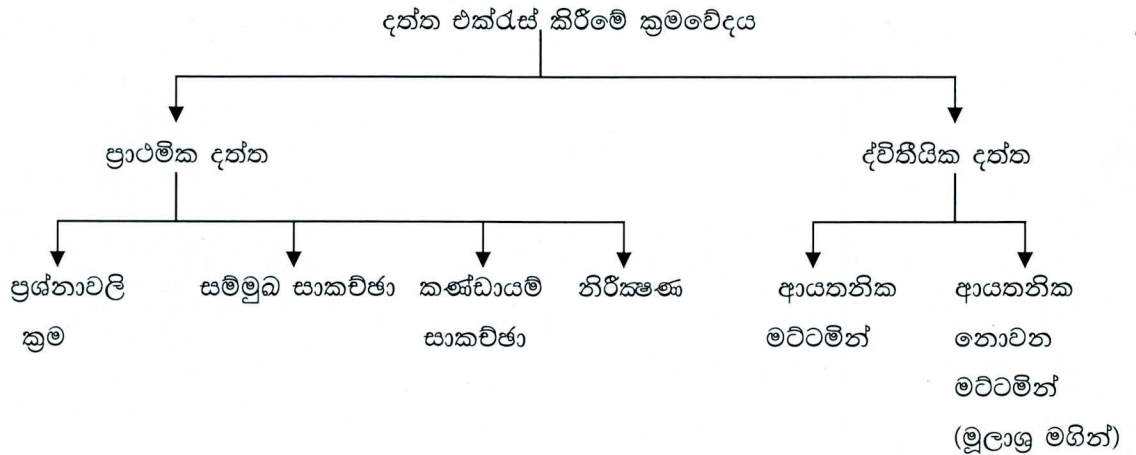 දත්ත එක්රැස් කිරීමේ ක්‍රමවේදය
ප්‍රාථමික දත්ත
ද්විතීයික දත්ත
ප්‍රශ්නාවලි
ක්‍රම
සම්මුඛ සාකච්ඡා
කණ්ඩායම්
සාකච්ඡා
නිරීක්‍ෂණ
ආයතනික
මට්ටමින්
ආයතනික
නොවන
මට්ටමින්
(මූලාශ්‍ර මගින්)